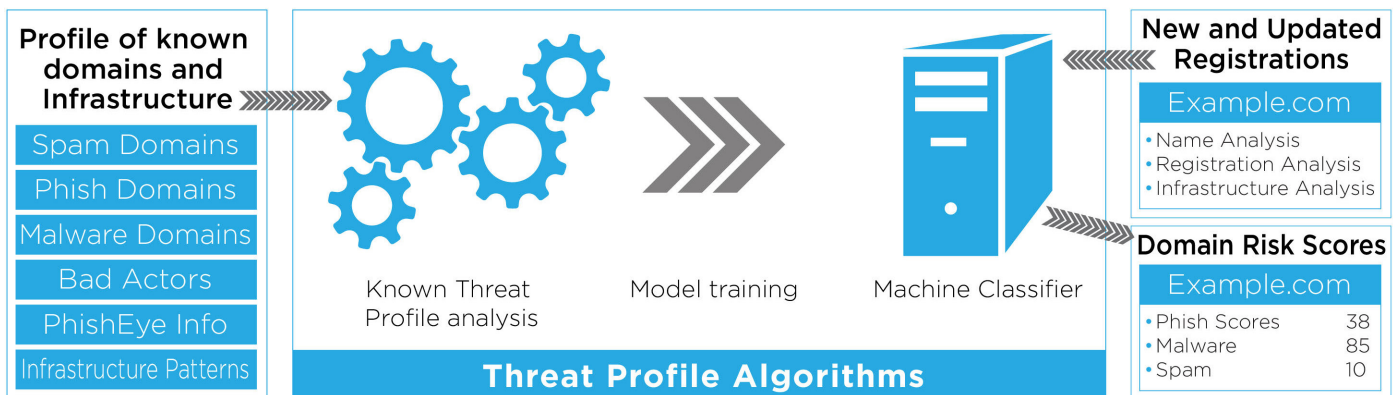 Profile of known
domains and
Infrastructure
Spam Domains
Phish Domains
Malware Domains
Bad Actors
PhishEye Info
Infrastructure Patterns
Known Threat
Profile analysis
Model training
Machine Classifier
Threat Profile Algorithms
New and Updated
Registrations
Example.com
• Name Analysis
• Registration Analysis
• Infrastructure Analysis
Domain Risk Scores
Example.com
• Phish Scores 38
• Malware 85
• Spam 10